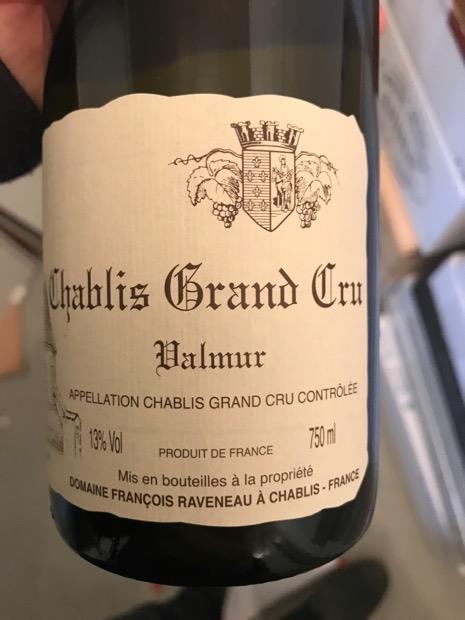 Chablis Grand Cru
Valmur
APPELLATION CHABLIS GRAND CRU CONTRÔLÉE
13% Vol
PRODUIT DE FRANCE
750 ml
Mis en bouteilles à la propriété
DOMAINE FRANÇOIS RAVENEAU À CHABLIS - FRANCE